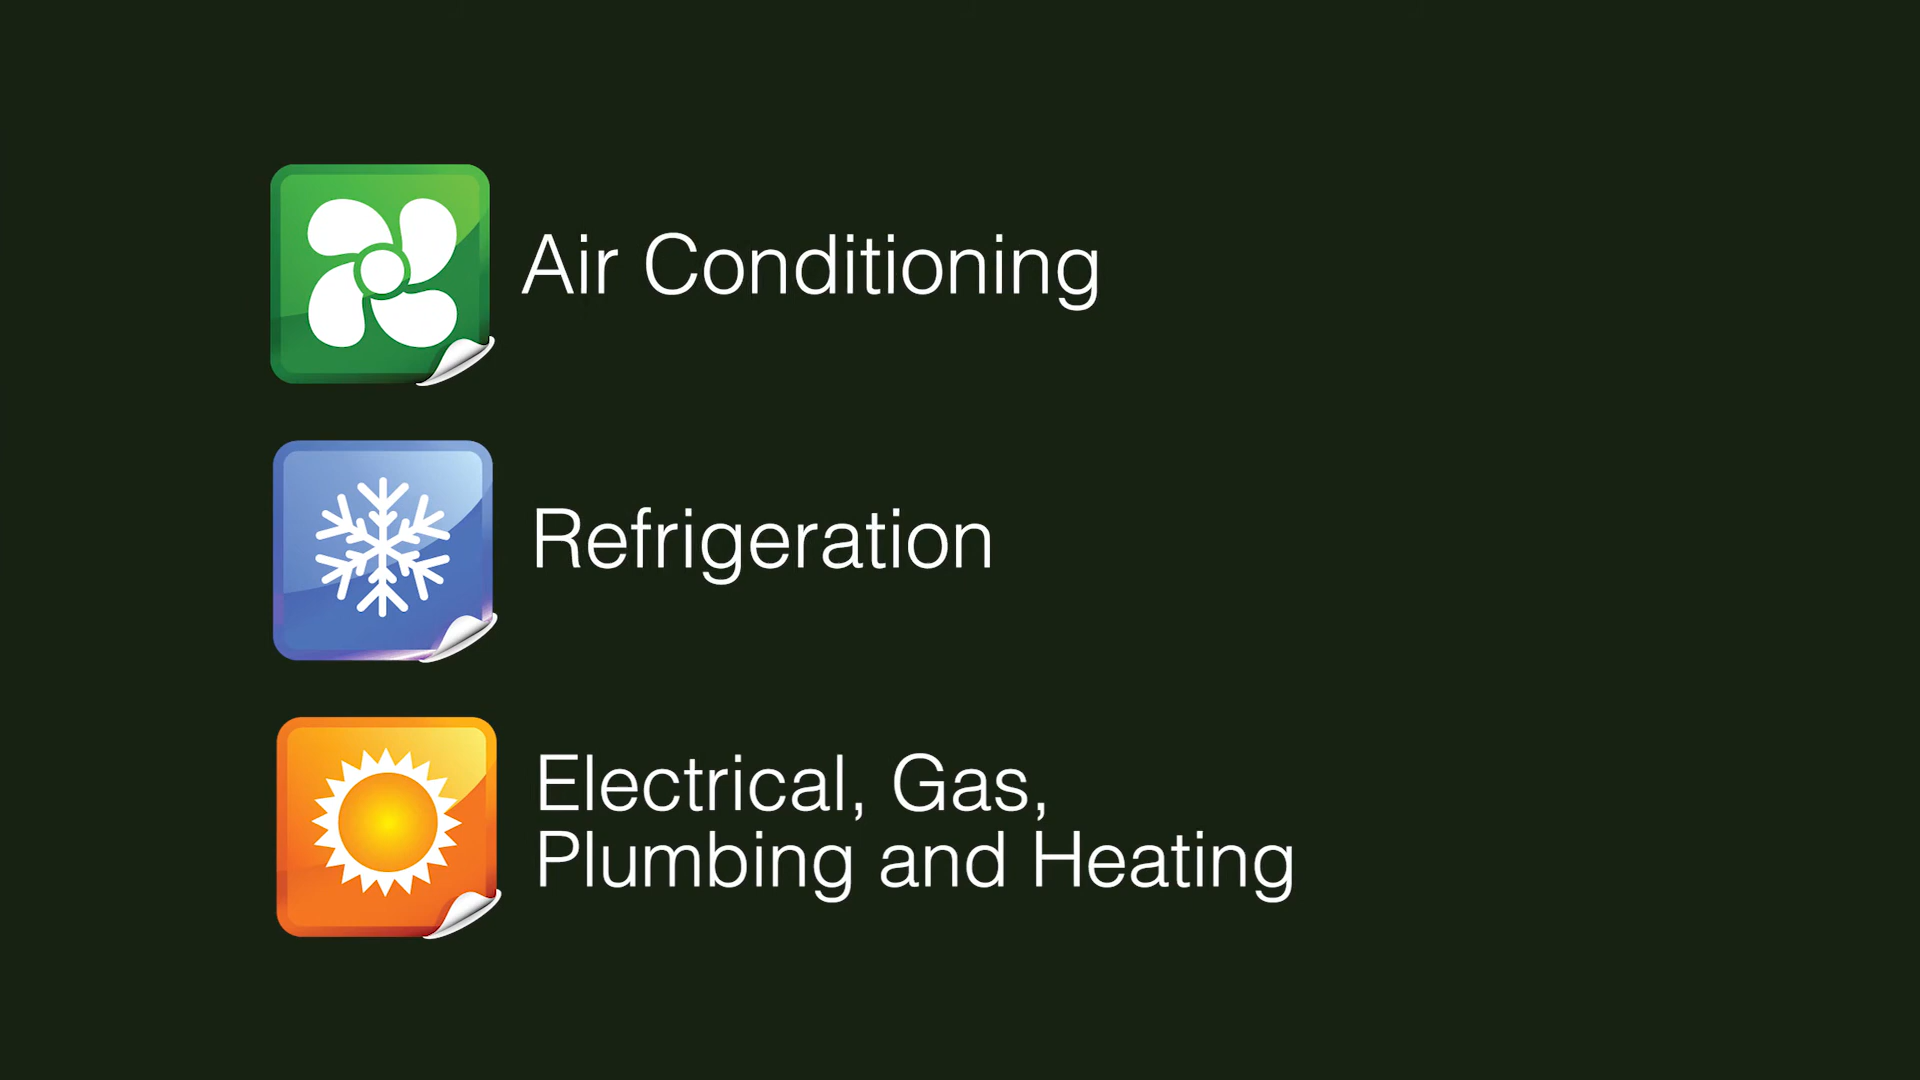 Air Conditioning
Refrigeration
Electrical, Gas,
Plumbing and Heating